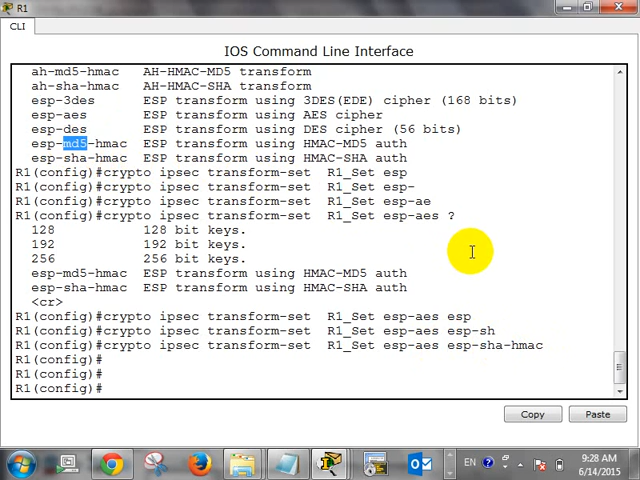 R1
CLI
IOS Command Line Interface
ah-md5-hmac AH-HMAC-MD5 transform
ah-sha-hmac AH-HMAC-SHA transform
esp-3des ESP transform using 3DES(EDE) cipher (168 bits)
esp-aes ESP transform using AES cipher
esp-des ESP transform using DES cipher (56 bits)
esp-md5-hmac ESP transform using HMAC-MD5 auth
esp-sha-hmac ESP transform using HMAC-SHA auth
R1(config)#crypto ipsec transform-set R1_Set esp
R1(config)#crypto ipsec transform-set R1_Set esp-
R1(config)#crypto ipsec transform-set R1_Set esp-ae
R1(config)#crypto ipsec transform-set R1_Set esp-aes ?
128 128 bit keys.
192 192 bit keys.
256 256 bit keys.
esp-md5-hmac ESP transform using HMAC-MD5 auth
esp-sha-hmac ESP transform using HMAC-SHA auth
<cr>
R1(config)#crypto ipsec transform-set R1_Set esp-aes esp
R1(config)#crypto ipsec transform-set R1_Set esp-aes esp-sh
R1(config)#crypto ipsec transform-set R1_Set esp-aes esp-sha-hmac
R1(config)#
R1(config)#
R1(config)#
Copy Paste
EN 9:28 AM
6/14/2015